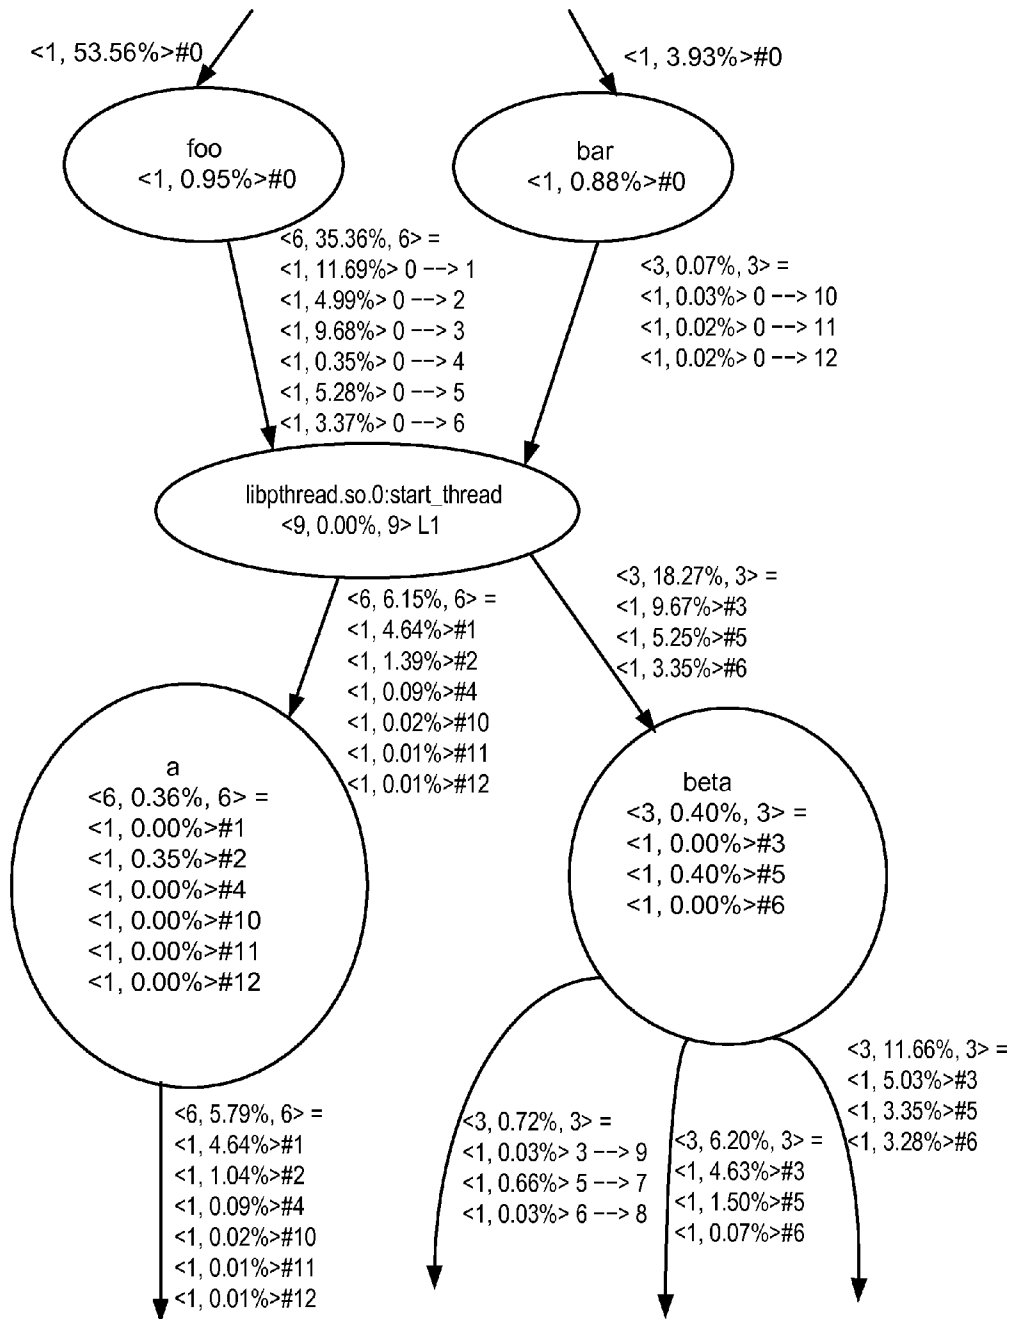 <1, 53.56%>#0
<1, 3.93%>#0
foo
<1, 0.95%>#0
bar
<1, 0.88%>#0
<6, 35.36%, 6> =
<1, 11.69%> 0 --> 1
<1, 4.99%> 0 --> 2
<1, 9.68%> 0 --> 3
<1, 0.35%> 0 --> 4
<1, 5.28%> 0 --> 5
<1, 3.37%> 0 --> 6
<3, 0.07%, 3> =
<1, 0.03%> 0 --> 10
<1, 0.02%> 0 --> 11
<1, 0.02%> 0 --> 12
libpthread.so.0:start_thread
<9, 0.00%, 9> L1
<6, 6.15%, 6> =
<1, 4.64%>#1
<1, 1.39%>#2
<1, 0.09%>#4
<1, 0.02%>#10
<1, 0.01%>#11
<1, 0.01%>#12
<3, 18.27%, 3> =
<1, 9.67%>#3
<1, 5.25%>#5
<1, 3.35%>#6
a
<6, 0.36%, 6> =
<1, 0.00%>#1
<1, 0.35%>#2
<1, 0.00%>#4
<1, 0.00%>#10
<1, 0.00%>#11
<1, 0.00%>#12
beta
<3, 0.40%, 3> =
<1, 0.00%>#3
<1, 0.40%>#5
<1, 0.00%>#6
<6, 5.79%, 6> =
<1, 4.64%>#1
<1, 1.04%>#2
<1, 0.09%>#4
<1, 0.02%>#10
<1, 0.01%>#11
<1, 0.01%>#12
<3, 0.72%, 3> =
<1, 0.03%> 3 --> 9
<1, 0.66%> 5 --> 7
<1, 0.03%> 6 --> 8
<3, 6.20%, 3> =
<1, 4.63%>#3
<1, 1.50%>#5
<1, 0.07%>#6
<3, 11.66%, 3> =
<1, 5.03%>#3
<1, 3.35%>#5
<1, 3.28%>#6